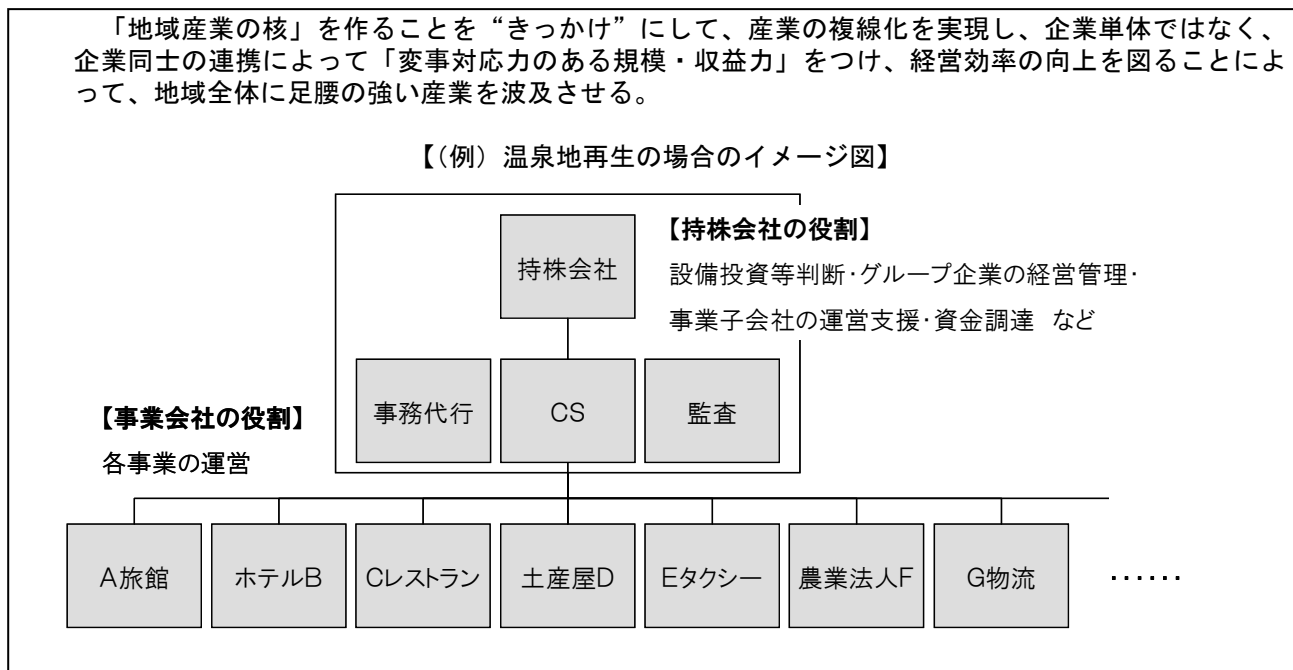 「地域産業の核」を作ることを“きっかけ”にして、産業の複線化を実現し、企業単体ではなく、
企業同士の連携によって「変事対応力のある規模・収益力」をつけ、経営効率の向上を図ることによ
って、地域全体に足腰の強い産業を波及させる。
【（例）温泉地再生の場合のイメージ図】
持株会社
【持株会社の役割】
設備投資等判断・グループ企業の経営管理・
事業子会社の運営支援・資金調達　など
事務代行
CS
監査
【事業会社の役割】
各事業の運営
A旅館
ホテルB
Cレストラン
土産屋D
Eタクシー
農業法人F
G物流
……